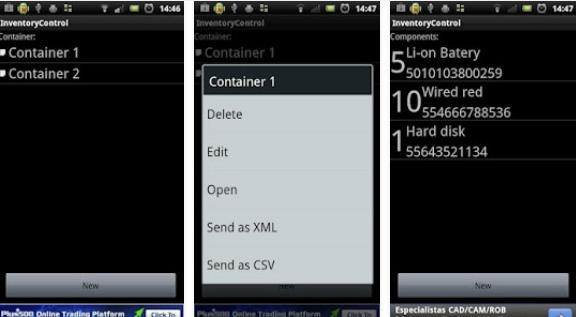 14:46
InventoryControl
Container:
Container 1
Container 2
New
Plus500 Online Trading Platform
Click To
14:47
InventoryControl
Container:
Container 1
Container 1
Delete
Edit
Open
Send as XML
Send as CSV
New
Plus500 Online Trading Platform
Click To
14:47
InventoryControl
Components:
5 Li-on Batery
5010103800259
10 Wired red
554666788536
1 Hard disk
55643521134
New
Especialistas CAD/CAM/ROB